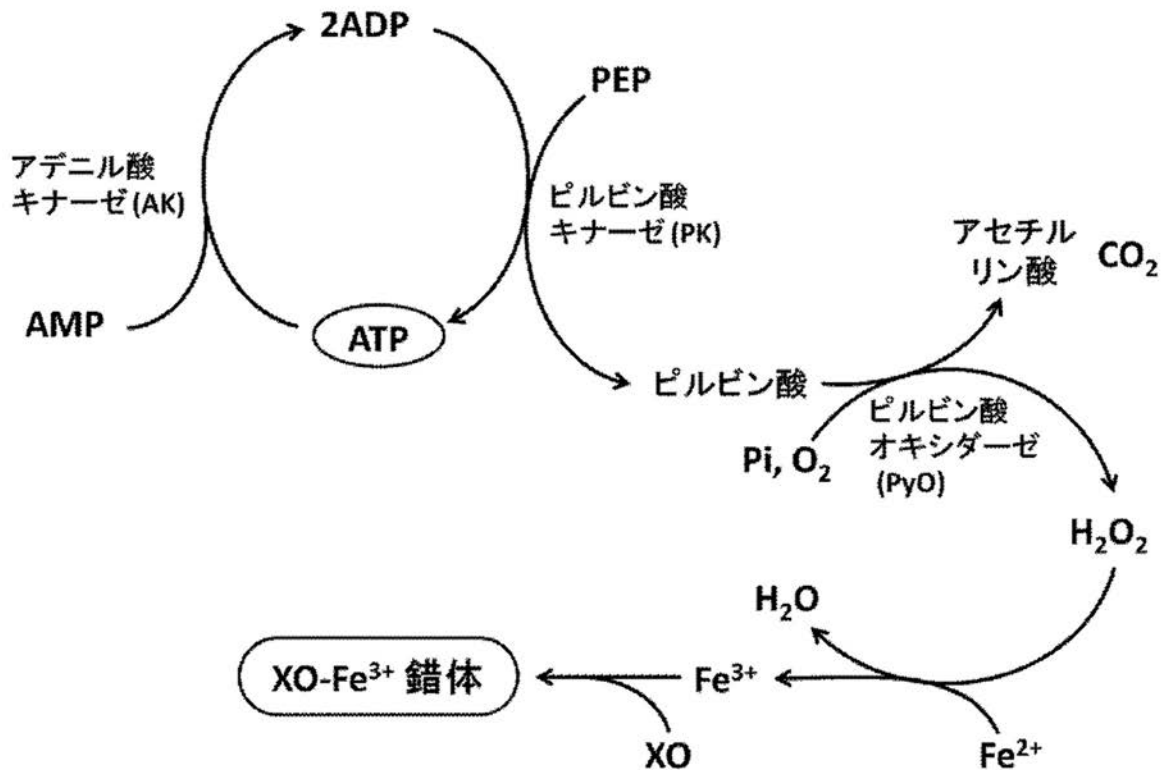 2ADP
PEP
アデニル酸
キナーゼ(AK)
ピルビン酸
キナーゼ(PK)
アセチル
リン酸
CO₂
AMP
ATP
ピルビン酸
ピルビン酸
オキシダーゼ
(PyO)
Pi, O₂
H₂O₂
H₂O
XO-Fe³⁺ 錯体
Fe³⁺
XO
Fe²⁺